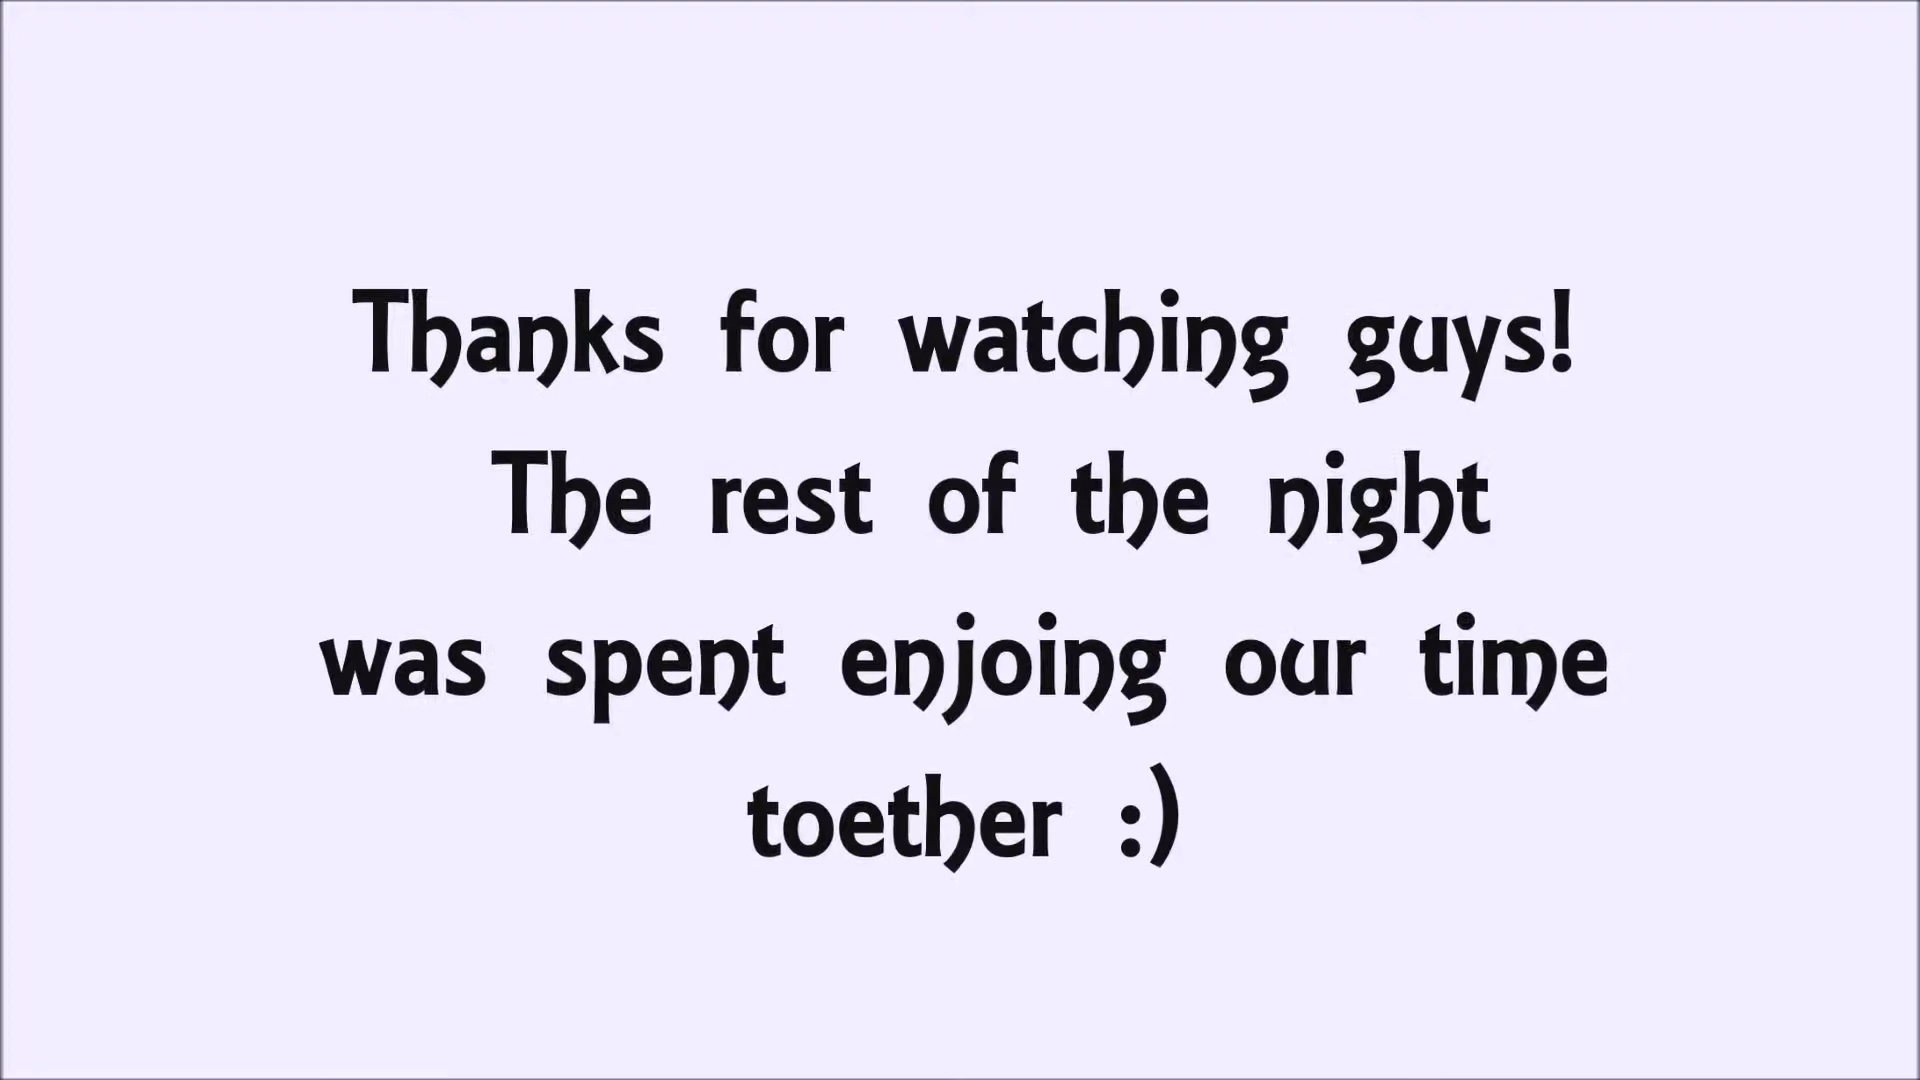 Thanks for watching guys!
The rest of the night
was spent enjoing our time
toether :)